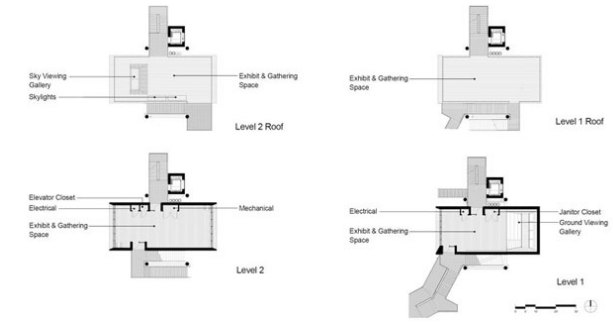 Sky Viewing
Gallery
Skylights
Exhibit & Gathering
Space
Level 2 Roof
Exhibit & Gathering
Space
Level 1 Roof
Elevator Closet
Electrical
Exhibit & Gathering
Space
Mechanical
Level 2
Electrical
Exhibit & Gathering
Space
Janitor Closet
Ground Viewing
Gallery
Level 1